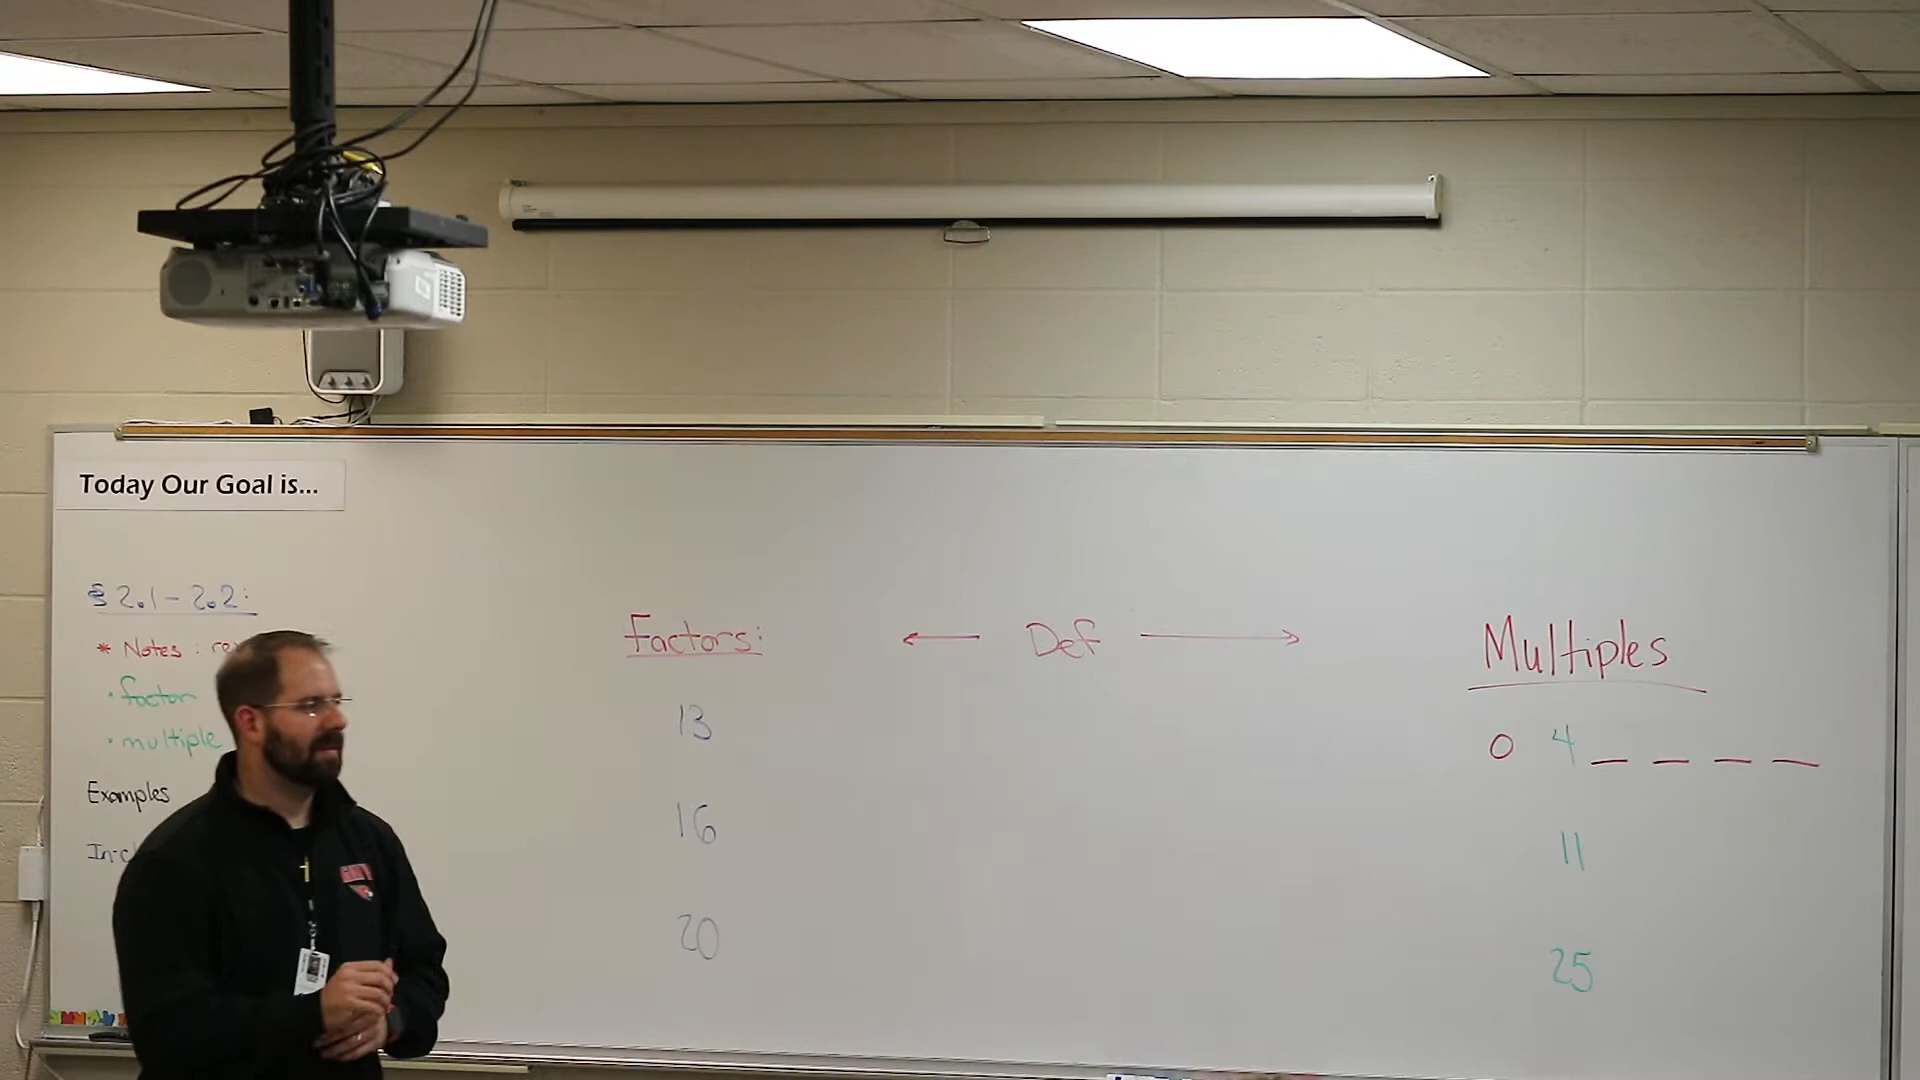 Today Our Goal is...
§ 2.1 - 2.2:
* Notes :
• factor
• multiple
Examples
Factors:
13
16
20
← Def →
Multiples
0 4 _ _ _ _
11
25